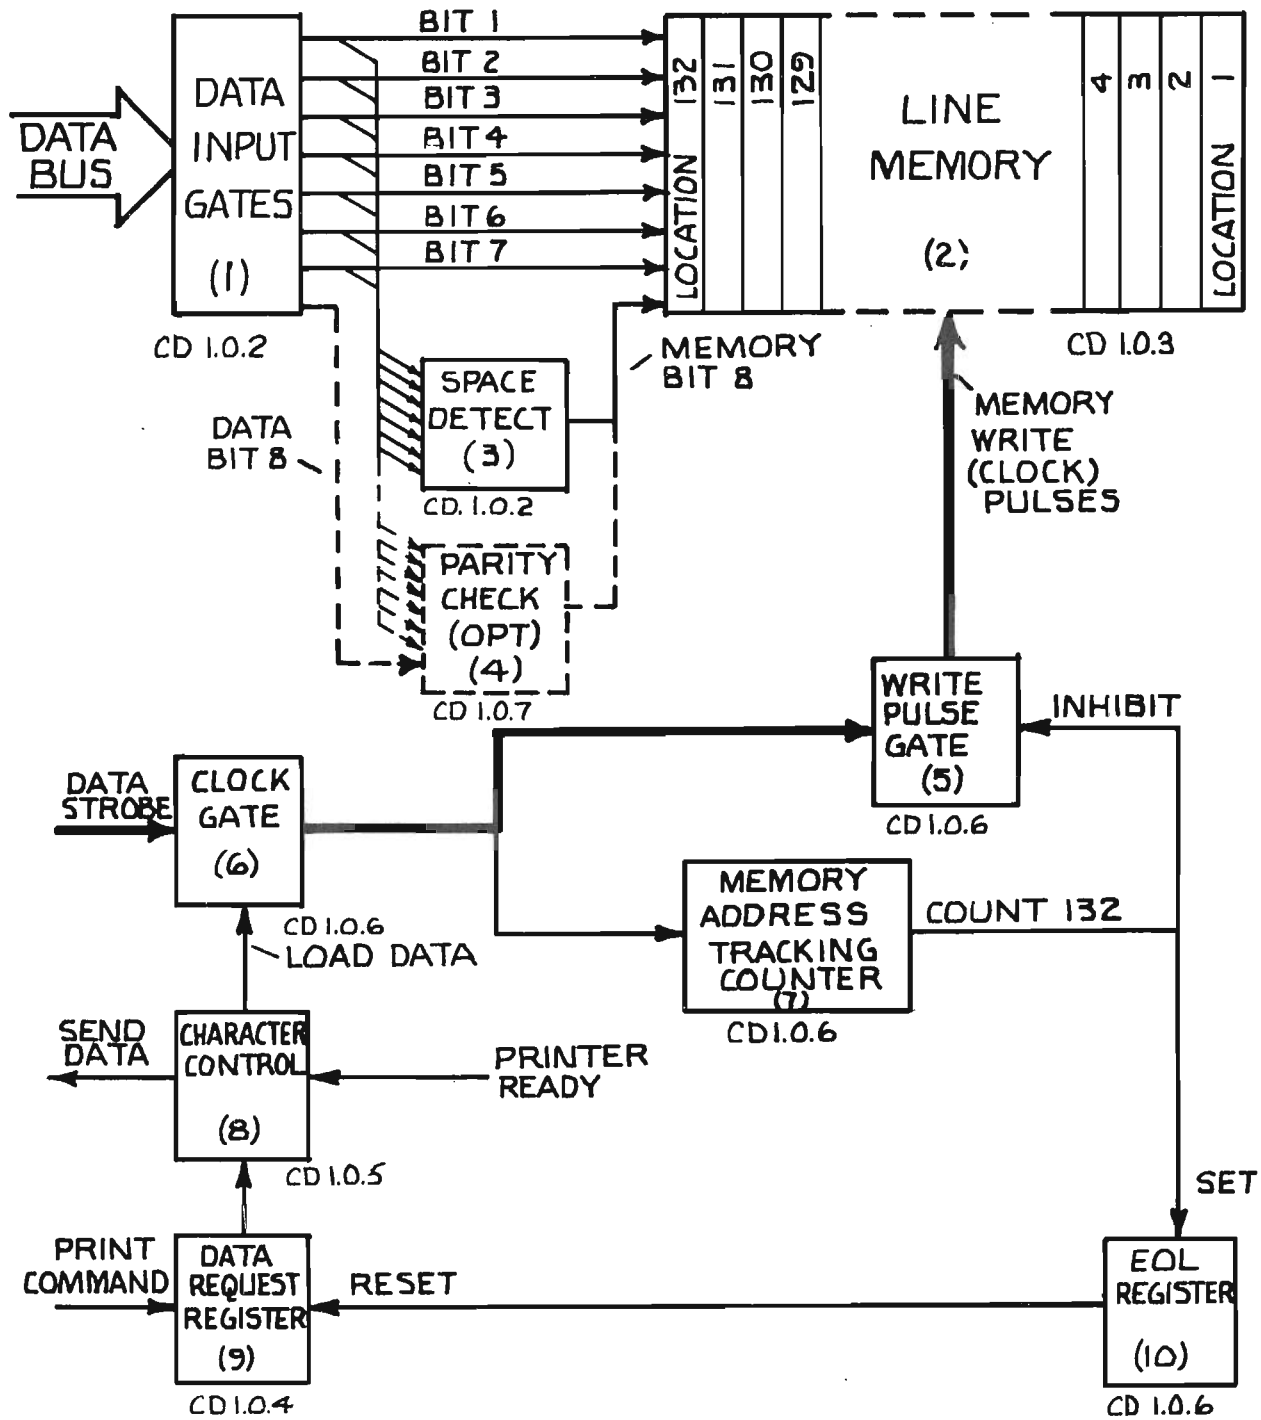 BIT 1
BIT 2
BIT 3
BIT 4
BIT 5
BIT 6
BIT 7
DATA
BUS
DATA
INPUT
GATES
(1)
CD 1.0.2
LOCATION 132
131
130
129
LINE
MEMORY
(2)
4
3
2
LOCATION 1
CD 1.0.3
MEMORY
BIT 8
SPACE
DETECT
(3)
CD. 1.0.2
DATA
BIT 8
MEMORY
WRITE
(CLOCK)
PULSES
PARITY
CHECK
(OPT)
(4)
CD 1.0.7
WRITE
PULSE
GATE
(5)
CD 1.0.6
INHIBIT
DATA
STROBE
CLOCK
GATE
(6)
CD 1.0.6
LOAD DATA
MEMORY
ADDRESS
TRACKING
COUNTER
(7)
CD 1.0.6
COUNT 132
SEND
DATA
CHARACTER
CONTROL
(8)
CD 1.0.5
PRINTER
READY
SET
PRINT
COMMAND
DATA
REQUEST
REGISTER
(9)
CD 1.0.4
RESET
EOL
REGISTER
(10)
CD 1.0.6